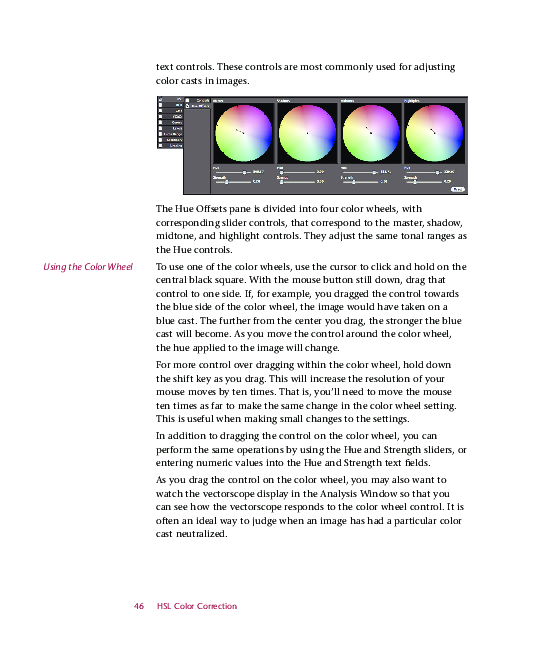 text controls. These controls are most commonly used for adjusting
color casts in images.
Controls
Master
Shadows
Midtones
Highlights
Hue
Hue
Hue
Hue
Strength
Strength
Strength
Strength
The Hue Offsets pane is divided into four color wheels, with
corresponding slider controls, that correspond to the master, shadow,
midtone, and highlight controls. They adjust the same tonal ranges as
the Hue controls.
Using the Color Wheel
To use one of the color wheels, use the cursor to click and hold on the
central black square. With the mouse button still down, drag that
control to one side. If, for example, you dragged the control towards
the blue side of the color wheel, the image would have taken on a
blue cast. The further from the center you drag, the stronger the blue
cast will become. As you move the control around the color wheel,
the hue applied to the image will change.
For more control over dragging within the color wheel, hold down
the shift key as you drag. This will increase the resolution of your
mouse moves by ten times. That is, you'll need to move the mouse
ten times as far to make the same change in the color wheel setting.
This is useful when making small changes to the settings.
In addition to dragging the control on the color wheel, you can
perform the same operations by using the Hue and Strength sliders, or
entering numeric values into the Hue and Strength text fields.
As you drag the control on the color wheel, you may also want to
watch the vectorscope display in the Analysis Window so that you
can see how the vectorscope responds to the color wheel control. It is
often an ideal way to judge when an image has had a particular color
cast neutralized.
46 HSL Color Correction